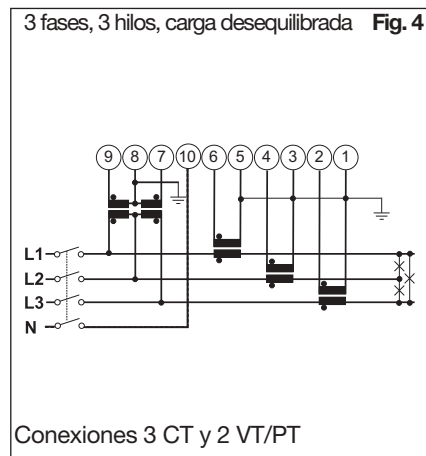 3 fases, 3 hilos, carga desequilibrada Fig. 4
9 8 7 10 6 5 4 3 2 1
L1
L2
L3
N
Conexiones 3 CT y 2 VT/PT